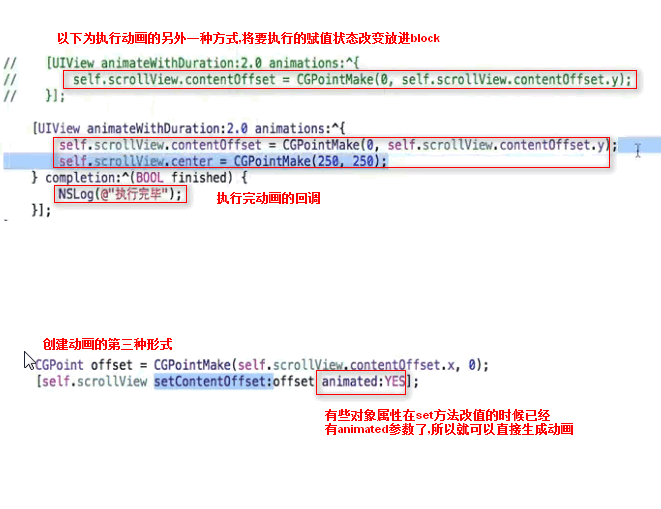 以下为执行动画的另外一种方式,将要执行的赋值状态改变放进block
//    [UIView animateWithDuration:2.0 animations:^{
//        self.scrollView.contentOffset = CGPointMake(0, self.scrollView.contentOffset.y);
//    }];
[UIView animateWithDuration:2.0 animations:^{
self.scrollView.contentOffset = CGPointMake(0, self.scrollView.contentOffset.y);
self.scrollView.center = CGPointMake(250, 250);
} completion:^(BOOL finished) {
NSLog(@"执行完毕");
执行完动画的回调
}];
创建动画的第三种形式
CGPoint offset = CGPointMake(self.scrollView.contentOffset.x, 0);
[self.scrollView setContentOffset:offset animated:YES];
有些对象属性在set方法改值的时候已经
有animated参数了,所以就可以直接生成动画